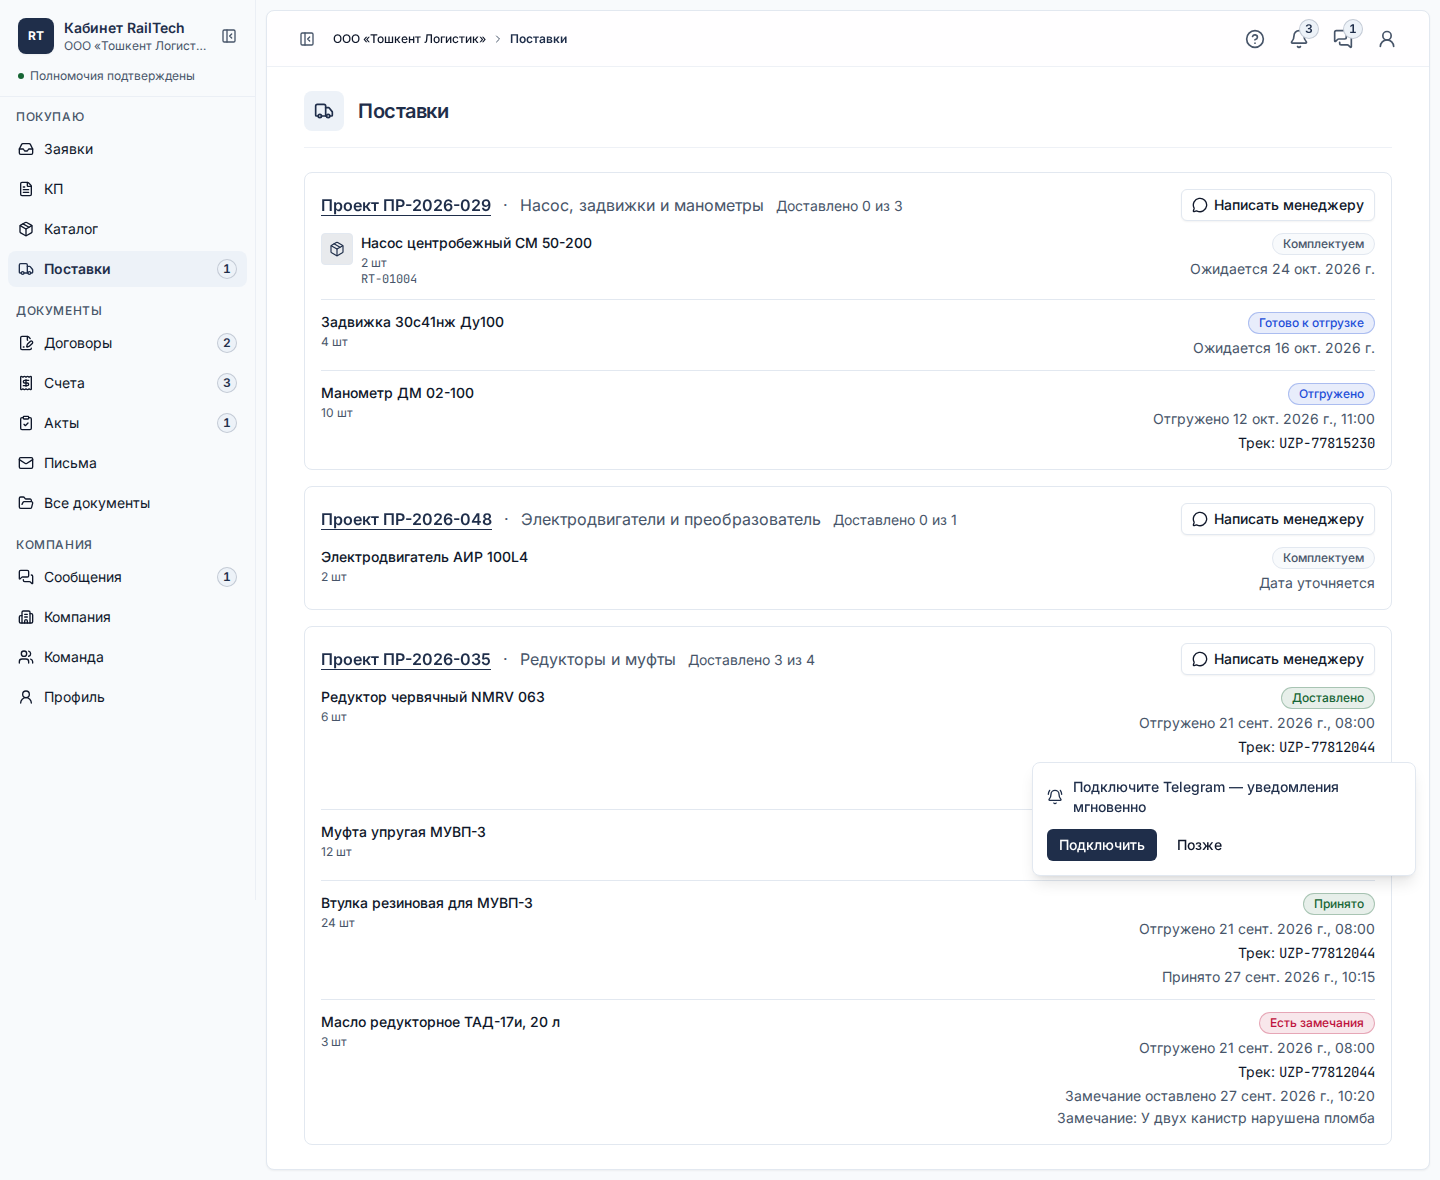 RT
Кабинет RailTech
ООО «Тошкент Логист...
Полномочия подтверждены
ПОКУПАЮ
Заявки
КП
Каталог
Поставки 1
ДОКУМЕНТЫ
Договоры 2
Счета 3
Акты 1
Письма
Все документы
КОМПАНИЯ
Сообщения 1
Компания
Команда
Профиль
ООО «Тошкент Логистик» > Поставки
3
1
Поставки
Проект ПР-2026-029 · Насос, задвижки и манометры Доставлено 0 из 3
Написать менеджеру
Насос центробежный СМ 50-200
2 шт
RT-01004
Комплектуем
Ожидается 24 окт. 2026 г.
Задвижка 30с41нж Ду100
4 шт
Готово к отгрузке
Ожидается 16 окт. 2026 г.
Манометр ДМ 02-100
10 шт
Отгружено
Отгружено 12 окт. 2026 г., 11:00
Трек: UZP-77815230
Проект ПР-2026-048 · Электродвигатели и преобразователь Доставлено 0 из 1
Написать менеджеру
Электродвигатель АИР 100L4
2 шт
Комплектуем
Дата уточняется
Проект ПР-2026-035 · Редукторы и муфты Доставлено 3 из 4
Написать менеджеру
Редуктор червячный NMRV 063
6 шт
Доставлено
Отгружено 21 сент. 2026 г., 08:00
Трек: UZP-77812044
Подключите Telegram — уведомления
мгновенно
Подключить
Позже
Муфта упругая МУВП-3
12 шт
Втулка резиновая для МУВП-3
24 шт
Принято
Отгружено 21 сент. 2026 г., 08:00
Трек: UZP-77812044
Принято 27 сент. 2026 г., 10:15
Масло редукторное ТАД-17и, 20 л
3 шт
Есть замечания
Отгружено 21 сент. 2026 г., 08:00
Трек: UZP-77812044
Замечание оставлено 27 сент. 2026 г., 10:20
Замечание: У двух канистр нарушена пломба